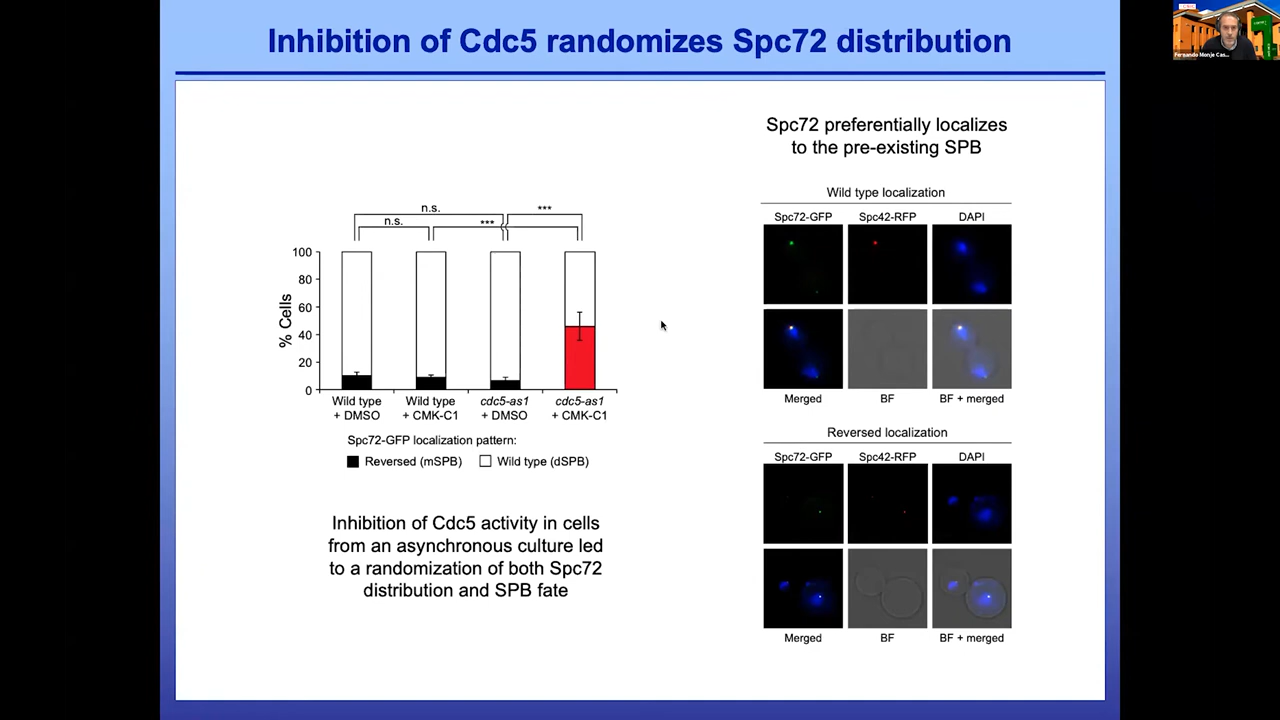 Inhibition of Cdc5 randomizes Spc72 distribution
Fernando Monje Cas...
n.s.
***
n.s.
***
100
80
60
40
20
0
% Cells
Wild type
+ DMSO
Wild type
+ CMK-C1
cdc5-as1
+ DMSO
cdc5-as1
+ CMK-C1
Spc72-GFP localization pattern:
Reversed (mSPB)
Wild type (dSPB)
Inhibition of Cdc5 activity in cells
from an asynchronous culture led
to a randomization of both Spc72
distribution and SPB fate
Spc72 preferentially localizes
to the pre-existing SPB
Wild type localization
Spc72-GFP
Spc42-RFP
DAPI
Merged
BF
BF + merged
Reversed localization
Spc72-GFP
Spc42-RFP
DAPI
Merged
BF
BF + merged